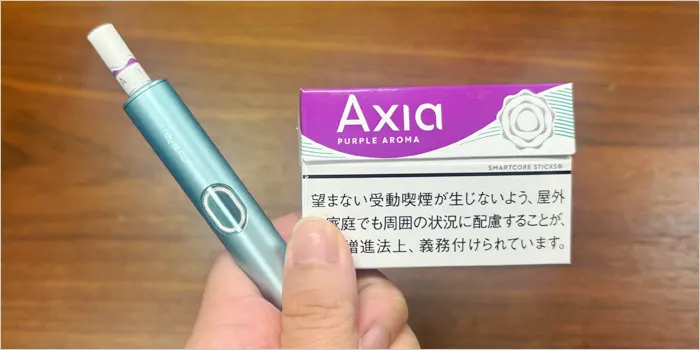 Axia
PURPLE AROMA
SMARTCORE STICKS®
望まない受動喫煙が生じないよう、屋外
家庭でも周囲の状況に配慮することが、
増進法上、義務付けられています。